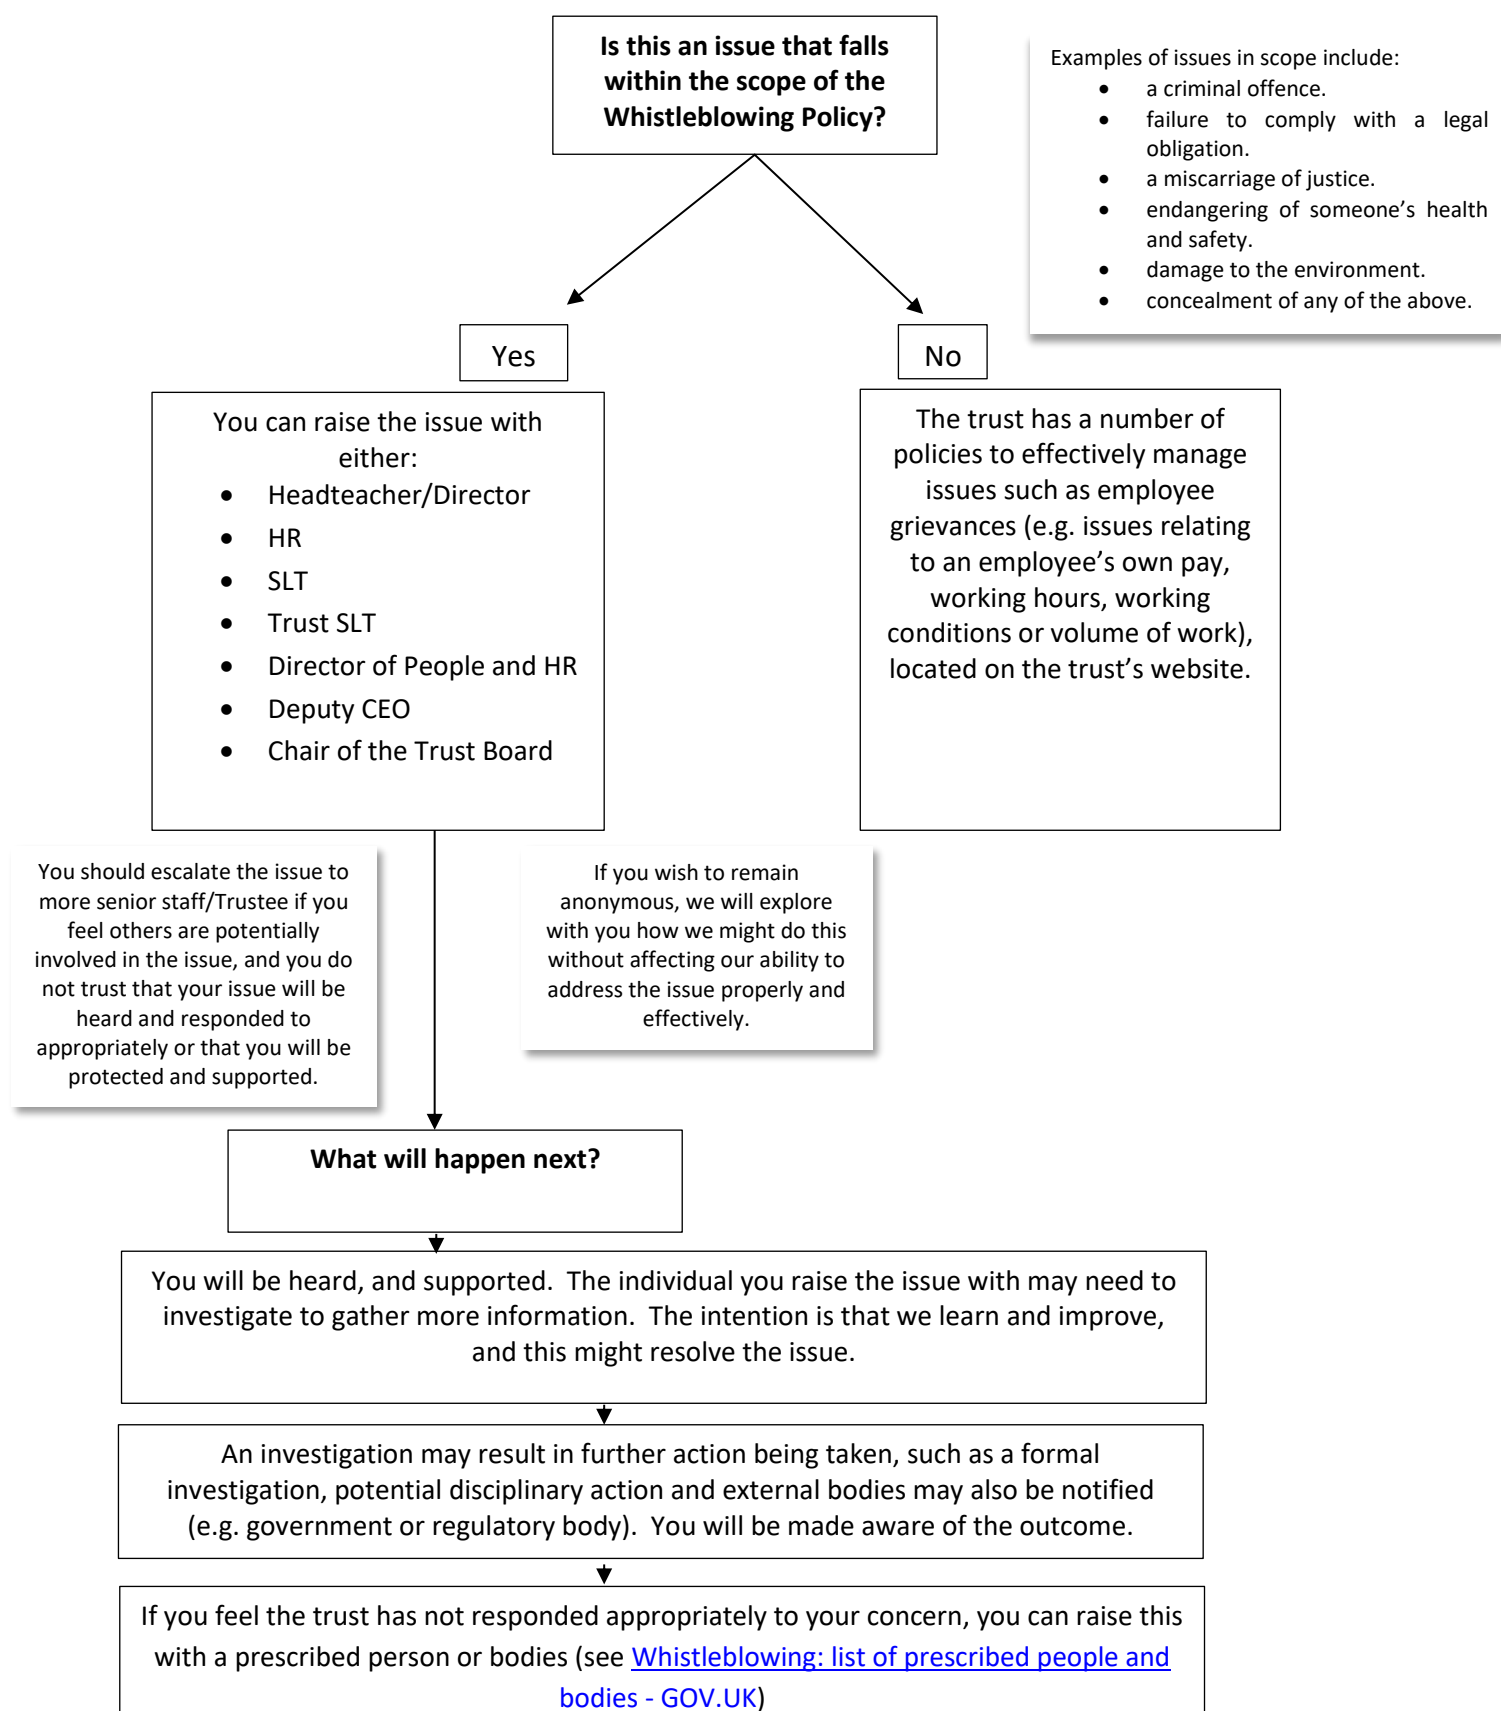 Is this an issue that falls
within the scope of the
Whistleblowing Policy?
Examples of issues in scope include:
• a criminal offence.
• failure to comply with a legal
obligation.
• a miscarriage of justice.
• endangering of someone’s health
and safety.
• damage to the environment.
• concealment of any of the above.
Yes
No
You can raise the issue with
either:
• Headteacher/Director
• HR
• SLT
• Trust SLT
• Director of People and HR
• Deputy CEO
• Chair of the Trust Board
The trust has a number of
policies to effectively manage
issues such as employee
grievances (e.g. issues relating
to an employee’s own pay,
working hours, working
conditions or volume of work),
located on the trust’s website.
You should escalate the issue to
more senior staff/Trustee if you
feel others are potentially
involved in the issue, and you do
not trust that your issue will be
heard and responded to
appropriately or that you will be
protected and supported.
If you wish to remain
anonymous, we will explore
with you how we might do this
without affecting our ability to
address the issue properly and
effectively.
What will happen next?
You will be heard, and supported.  The individual you raise the issue with may need to
investigate to gather more information.  The intention is that we learn and improve,
and this might resolve the issue.
An investigation may result in further action being taken, such as a formal
investigation, potential disciplinary action and external bodies may also be notified
(e.g. government or regulatory body).  You will be made aware of the outcome.
If you feel the trust has not responded appropriately to your concern, you can raise this
with a prescribed person or bodies (see Whistleblowing: list of prescribed people and
bodies - GOV.UK)